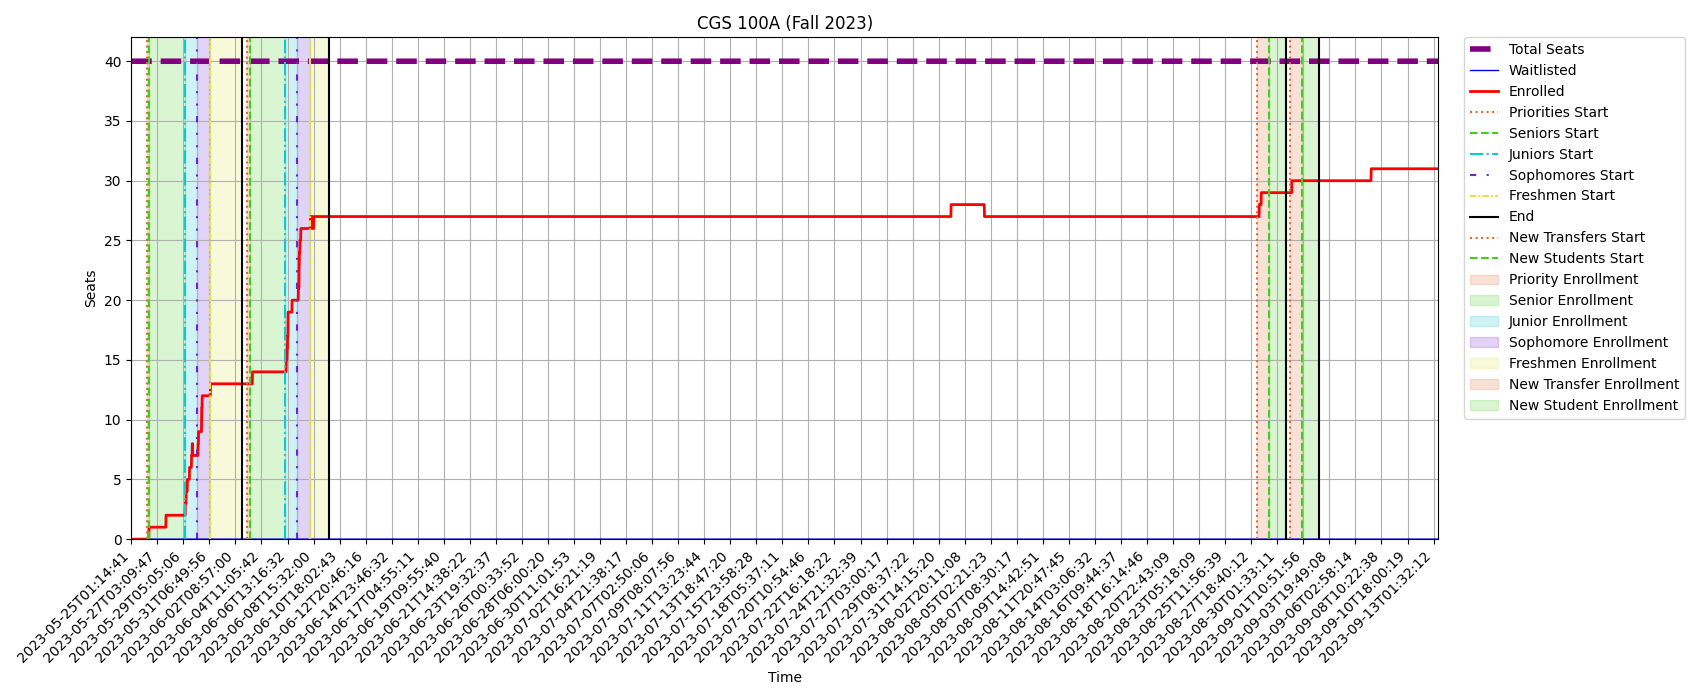 CGS 100A (Fall 2023)
Seats
40
35
30
25
20
15
10
5
0
2023-05-25T01:14:41
2023-05-27T03:09:47
2023-05-29T05:05:06
2023-05-31T06:49:56
2023-06-02T08:57:00
2023-06-04T11:05:42
2023-06-06T13:16:32
2023-06-08T15:32:00
2023-06-10T18:02:43
2023-06-12T20:46:16
2023-06-14T23:46:32
2023-06-17T04:55:11
2023-06-19T09:55:40
2023-06-21T14:38:22
2023-06-23T19:32:37
2023-06-26T00:33:52
2023-06-28T06:00:20
2023-06-30T11:01:53
2023-07-02T16:21:19
2023-07-04T21:38:17
2023-07-07T02:50:06
2023-07-09T08:07:56
2023-07-11T13:23:44
2023-07-13T18:47:20
2023-07-15T23:58:28
2023-07-18T05:37:11
2023-07-20T10:54:46
2023-07-22T16:18:22
2023-07-24T21:32:39
2023-07-27T03:00:17
2023-07-29T08:37:22
2023-07-31T14:15:20
2023-08-02T20:11:08
2023-08-05T02:21:23
2023-08-07T08:30:17
2023-08-09T14:42:51
2023-08-11T20:47:45
2023-08-14T03:06:32
2023-08-16T09:44:37
2023-08-18T16:14:46
2023-08-20T22:43:09
2023-08-23T05:18:09
2023-08-25T11:56:39
2023-08-27T18:40:12
2023-08-30T01:33:11
2023-09-01T10:51:56
2023-09-03T19:49:08
2023-09-06T02:58:14
2023-09-08T10:22:38
2023-09-10T18:00:19
2023-09-13T01:32:12
Time
Total Seats
Waitlisted
Enrolled
Priorities Start
Seniors Start
Juniors Start
Sophomores Start
Freshmen Start
End
New Transfers Start
New Students Start
Priority Enrollment
Senior Enrollment
Junior Enrollment
Sophomore Enrollment
Freshmen Enrollment
New Transfer Enrollment
New Student Enrollment